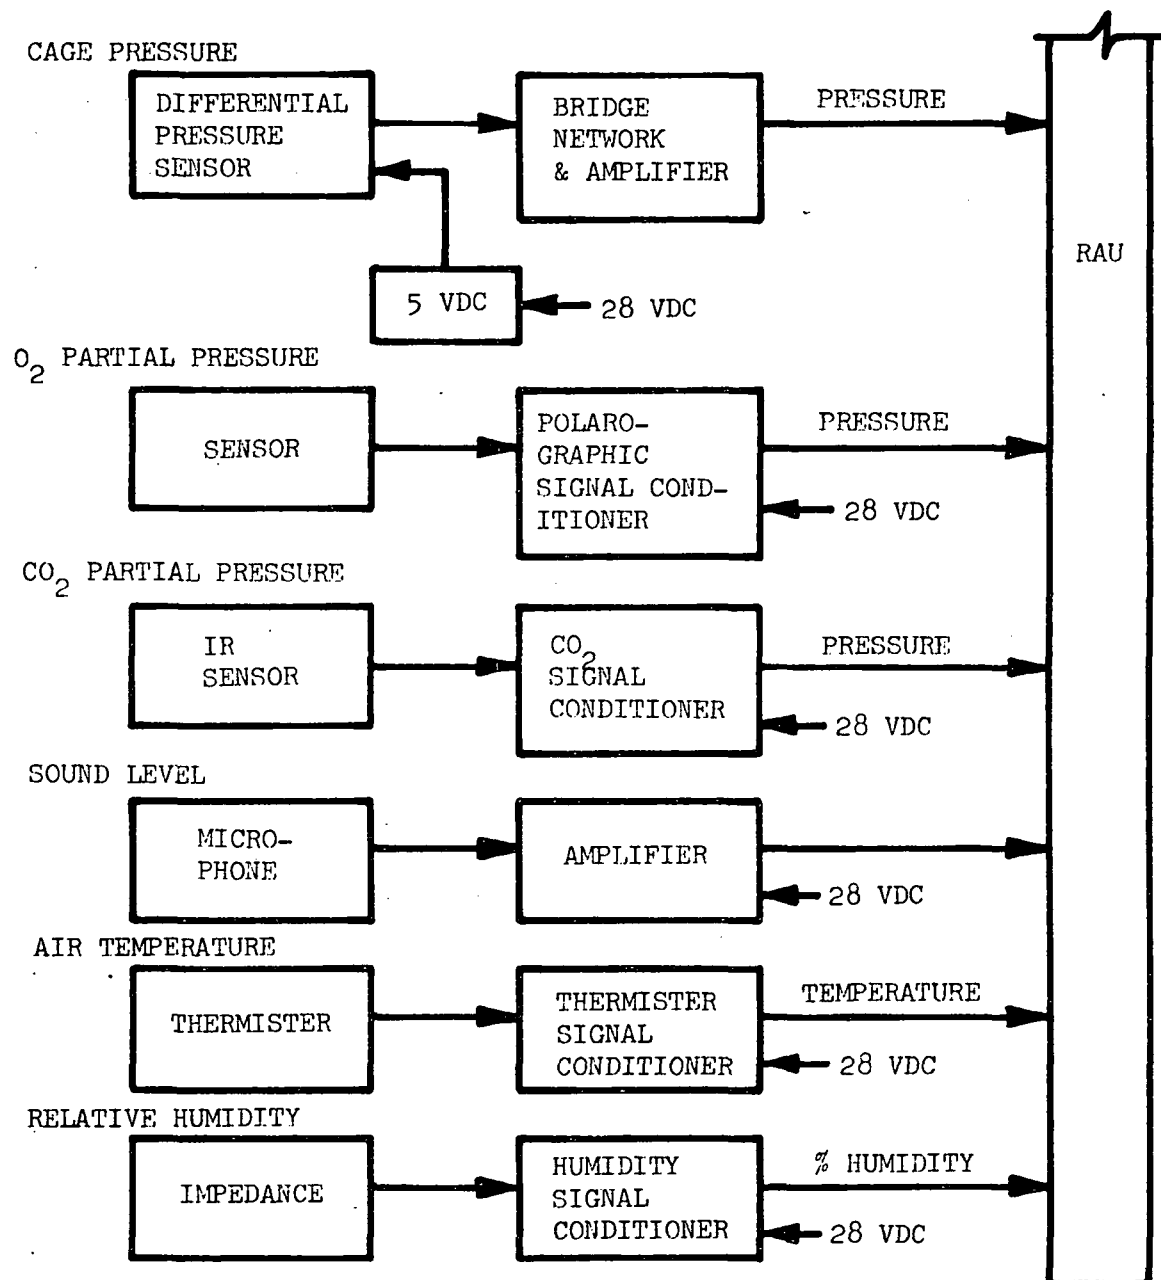 CAGE PRESSURE
DIFFERENTIAL
PRESSURE
SENSOR
BRIDGE
NETWORK
& AMPLIFIER
PRESSURE
RAU
5 VDC
28 VDC
O2 PARTIAL PRESSURE
SENSOR
POLARO-
GRAPHIC
SIGNAL COND-
ITIONER
PRESSURE
28 VDC
CO2 PARTIAL PRESSURE
IR
SENSOR
CO2
SIGNAL
CONDITIONER
PRESSURE
28 VDC
SOUND LEVEL
MICRO-
PHONE
AMPLIFIER
28 VDC
AIR TEMPERATURE
THERMISTER
THERMISTER
SIGNAL
CONDITIONER
TEMPERATURE
28 VDC
RELATIVE HUMIDITY
IMPEDANCE
HUMIDITY
SIGNAL
CONDITIONER
% HUMIDITY
28 VDC